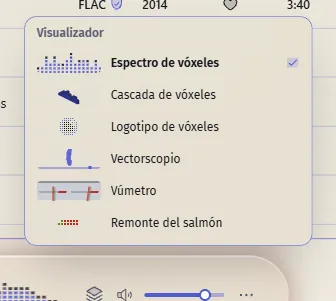 FLAC 2014 3:40
Visualizador
Espectro de vóxeles
Cascada de vóxeles
s
Logotipo de vóxeles
Vectorscopio
Vúmetro
Remonte del salmón